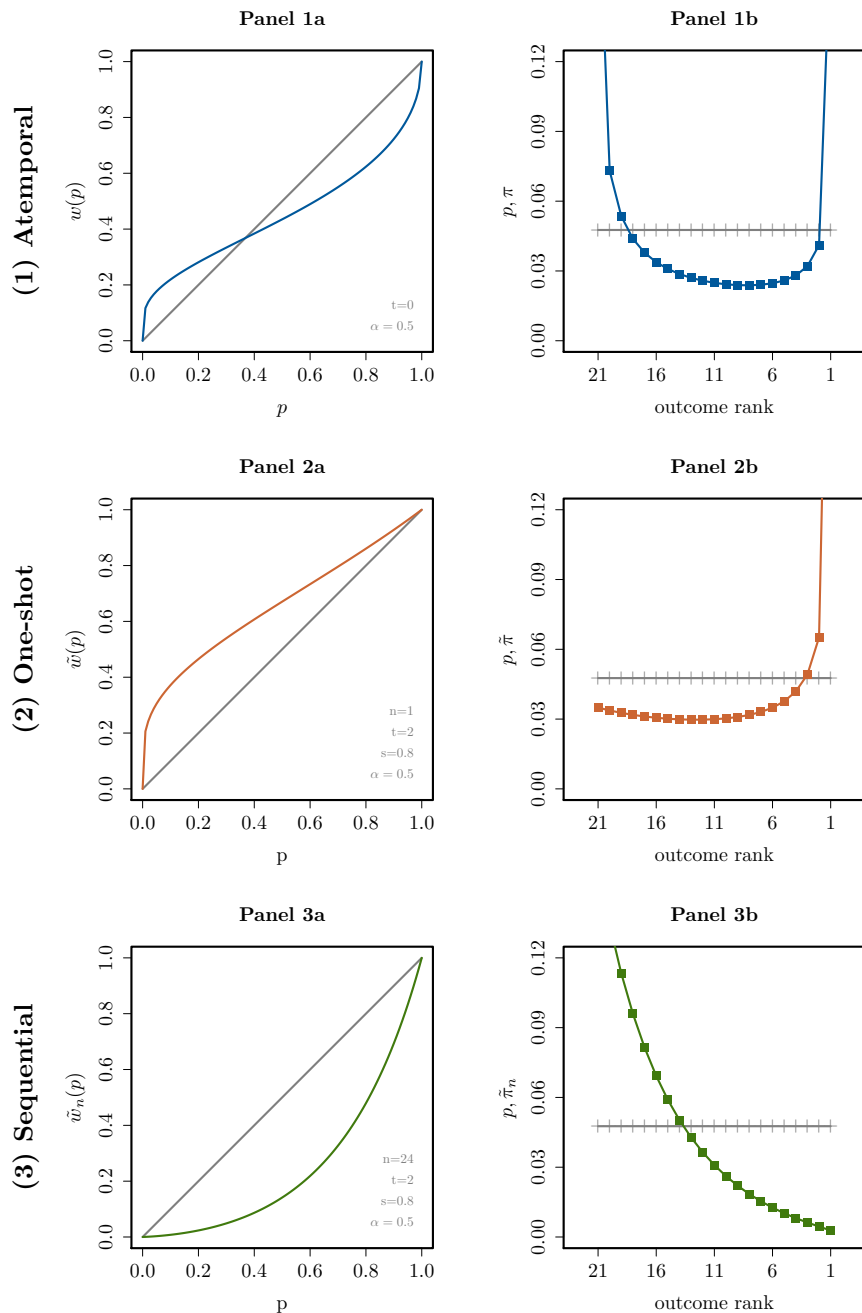 Panel 1a
Panel 1b
(1) Atemporal
w(p)
0.0 0.2 0.4 0.6 0.8 1.0
t=0
α = 0.5
0.0 0.2 0.4 0.6 0.8 1.0
p
p, π
0.00 0.03 0.06 0.09 0.12
21 16 11 6 1
outcome rank
Panel 2a
Panel 2b
(2) One-shot
w̃(p)
0.0 0.2 0.4 0.6 0.8 1.0
n=1
t=2
s=0.8
α = 0.5
0.0 0.2 0.4 0.6 0.8 1.0
p
p, π̃
0.00 0.03 0.06 0.09 0.12
21 16 11 6 1
outcome rank
Panel 3a
Panel 3b
(3) Sequential
w̃ₙ(p)
0.0 0.2 0.4 0.6 0.8 1.0
n=24
t=2
s=0.8
α = 0.5
0.0 0.2 0.4 0.6 0.8 1.0
p
p, π̃ₙ
0.00 0.03 0.06 0.09 0.12
21 16 11 6 1
outcome rank